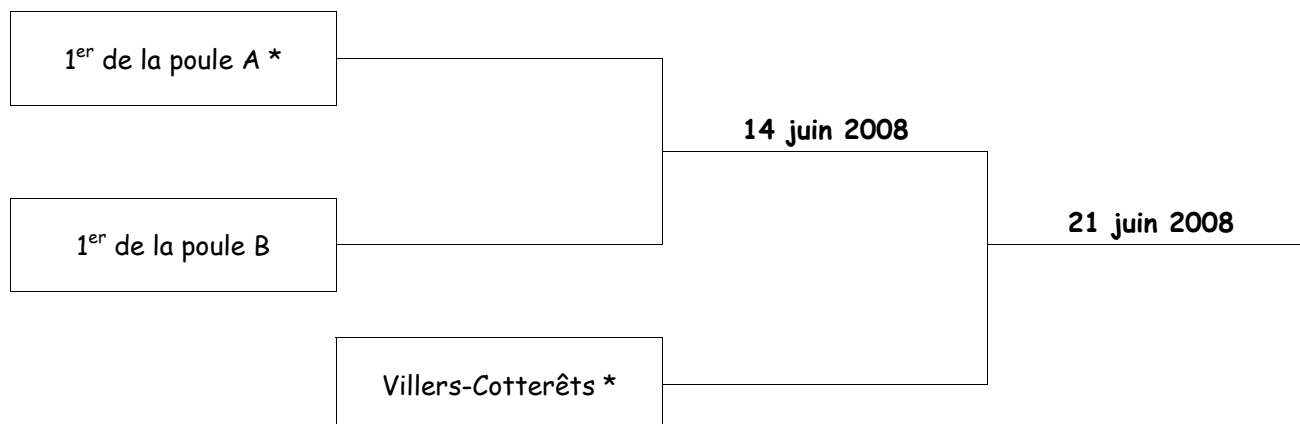 1er de la poule A *
14 juin 2008
1er de la poule B
21 juin 2008
Villers-Cotterêts *